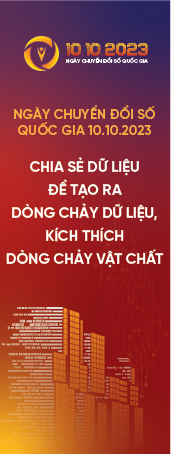 10.10.2023
NGÀY CHUYỂN ĐỔI SỐ QUỐC GIA
NGÀY CHUYỂN ĐỔI SỐ
QUỐC GIA 10.10.2023
CHIA SẺ DỮ LIỆU
ĐỂ TẠO RA
DÒNG CHẢY DỮ LIỆU,
KÍCH THÍCH
DÒNG CHẢY VẬT CHẤT